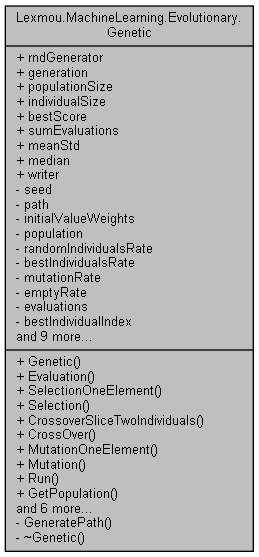 Lexmou.MachineLearning.Evolutionary.
Genetic
+ rndGenerator
+ generation
+ populationSize
+ individualSize
+ bestScore
+ sumEvaluations
+ meanStd
+ median
+ writer
- seed
- path
- initialValueWeights
- population
- randomIndividualsRate
- bestIndividualsRate
- mutationRate
- emptyRate
- evaluations
- bestIndividualIndex
and 9 more...
+ Genetic()
+ Evaluation()
+ SelectionOneElement()
+ Selection()
+ CrossoverSliceTwoIndividuals()
+ CrossOver()
+ MutationOneElement()
+ Mutation()
+ Run()
+ GetPopulation()
and 6 more...
- GeneratePath()
- ~Genetic()